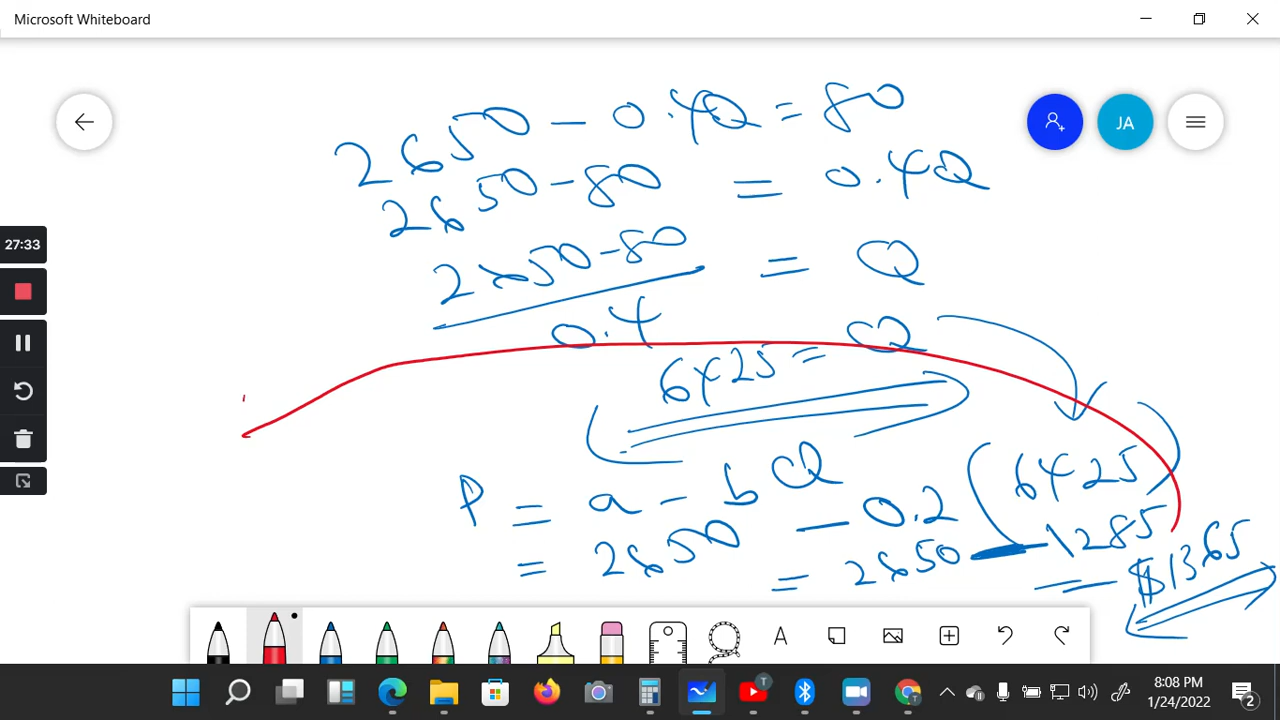 Microsoft Whiteboard
2650 - 0.4Q = 80
2650 - 80 = 0.4Q
2650 - 80 = Q
0.4
6425 = Q
P = a - bQ
= 2650 - 0.2 (6425)
= 2650 - 1285
= $1365
JA
27:33
A
T
8:08 PM
1/24/2022
2